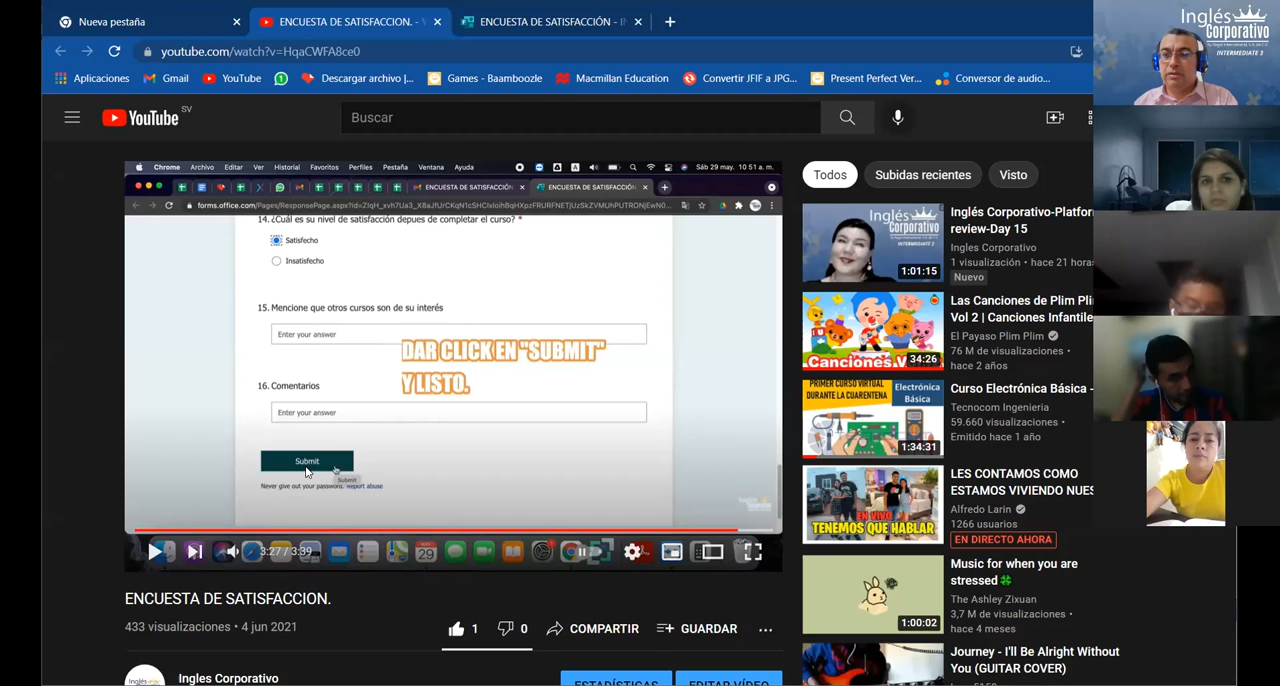 Nueva pestaña
ENCUESTA DE SATISFACCION. - Y
ENCUESTA DE SATISFACCIÓN - I
youtube.com/watch?v=HqaCWFA8ce0
Aplicaciones
Gmail
YouTube
Descargar archivo |...
Games - Baamboozle
Macmillan Education
Convertir JFIF a JPG...
Present Perfect Ver...
Conversor de audio...
YouTube SV
Buscar
Inglés
Corporativo
INTERMEDIATE 3
Chrome Archivo Editar Ver Historial Favoritos Perfiles Pestaña Ventana Ayuda
Sáb 29 may. 10 51 a. m.
ENCUESTA DE SATISFACCIÓN
ENCUESTA DE SATISFACCIÓN
14. ¿Cuál es su nivel de satisfacción depues de completar el curso? *
Satisfecho
Insatisfecho
15. Mencione que otros cursos son de su interés
Enter your answer
DAR CLICK EN "SUBMIT"
Y LISTO.
16. Comentarios
Enter your answer
Submit
Submit
Never give out your password. Report abuse
3:27 / 3:39
29
ENCUESTA DE SATISFACCION.
433 visualizaciones • 4 jun 2021
1
0
COMPARTIR
GUARDAR
Ingles Corporativo
ESTADÍSTICAS
EDITAR VÍDEO
Todos
Subidas recientes
Visto
Inglés
Corporativo
INTERMEDIATE 2
1:01:15
Inglés Corporativo-Platfor
review-Day 15
Ingles Corporativo
1 visualización • hace 21 horas
Nuevo
Canciones
34:26
Las Canciones de Plim Pli
Vol 2 | Canciones Infantile
El Payaso Plim Plim
76 M de visualizaciones •
hace 2 años
PRIMER CURSO VIRTUAL
DURANTE LA CUARENTENA
Electrónica
Básica
1:34:31
Curso Electrónica Básica -
Tecnocom Ingenieria
59.660 visualizaciones •
Emitido hace 1 año
EN VIVO
TENEMOS QUE HABLAR
LES CONTAMOS COMO
ESTAMOS VIVIENDO NUES
Alfredo Larin
1266 usuarios
EN DIRECTO AHORA
1:00:02
Music for when you are
stressed
The Ashley Zixuan
3,7 M de visualizaciones •
hace 4 meses
Journey - I'll Be Alright Without
You (GUITAR COVER)